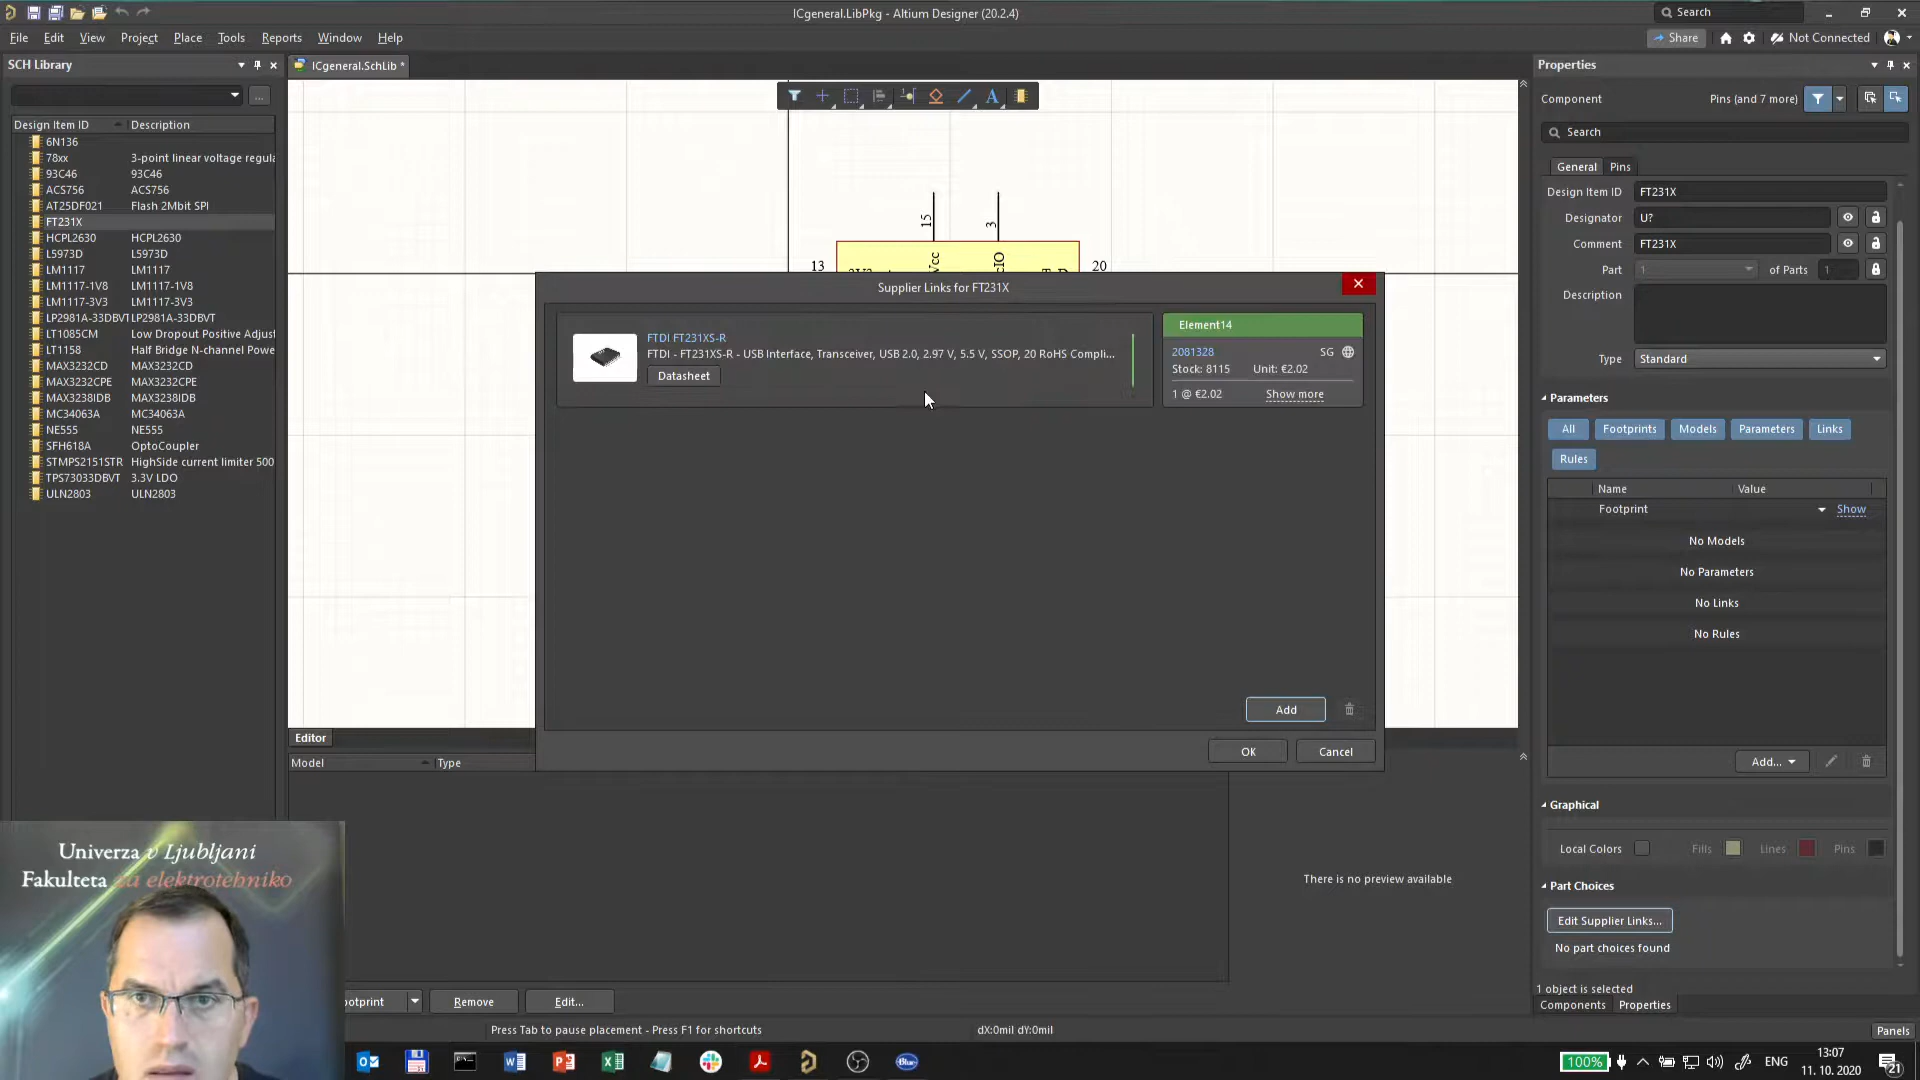 ICgeneral.LibPkg - Altium Designer (20.2.4)
Search
File Edit View Project Place Tools Reports Window Help
Share
Not Connected
SCH Library
ICgeneral.SchLib *
Properties
Component
Pins (and 7 more)
...
Search
Design Item ID Description
General Pins
6N136
78xx 3-point linear voltage regula
93C46 93C46
ACS756 ACS756
AT25DF021 Flash 2Mbit SPI
FT231X
HCPL2630 HCPL2630
L5973D L5973D
LM1117 LM1117
LM1117-1V8 LM1117-1V8
LM1117-3V3 LM1117-3V3
LP2981A-33DBVT LP2981A-33DBVT
LT1085CM Low Dropout Positive Adjust
LT1158 Half Bridge N-channel Powe
MAX3232CD MAX3232CD
MAX3232CPE MAX3232CPE
MAX3238IDB MAX3238IDB
MC34063A MC34063A
NE555 NE555
SFH618A OptoCoupler
STMPS2151STR HighSide current limiter 500
TPS73033DBVT 3.3V LDO
ULN2803 ULN2803
15
3
13
20
Vcc
Supplier Links for FT231X
FTDI FT231XS-R
FTDI - FT231XS-R - USB Interface, Transceiver, USB 2.0, 2.97 V, 5.5 V, SSOP, 20 RoHS Compli...
Datasheet
Element14
2081328 SG
Stock: 8115 Unit: €2.02
1 @ €2.02 Show more
Add
OK Cancel
Design Item ID FT231X
Designator U?
Comment FT231X
Part 1 of Parts 1
Description
Type Standard
Parameters
All Footprints Models Parameters Links
Rules
Name Value
Footprint Show
No Models
No Parameters
No Links
No Rules
Add...
Graphical
Local Colors Fills Lines Pins
Part Choices
Edit Supplier Links...
No part choices found
1 object is selected
Components Properties
Editor
Model Type
There is no preview available
ootprint Remove Edit...
Press Tab to pause placement - Press F1 for shortcuts
dX:0mil dY:0mil
Panels
Univerza v Ljubljani
Fakulteta za elektrotehniko
100%
ENG
13:07
11. 10. 2020
21